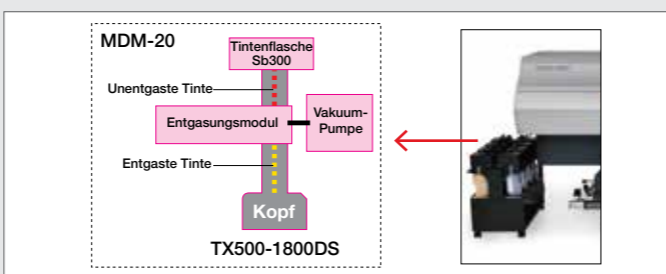 MDM-20
Tintenflasche
Sb300
Unentgaste Tinte
Entgasungsmodul
Vakuum-
Pumpe
Entgaste Tinte
Kopf
TX500-1800DS